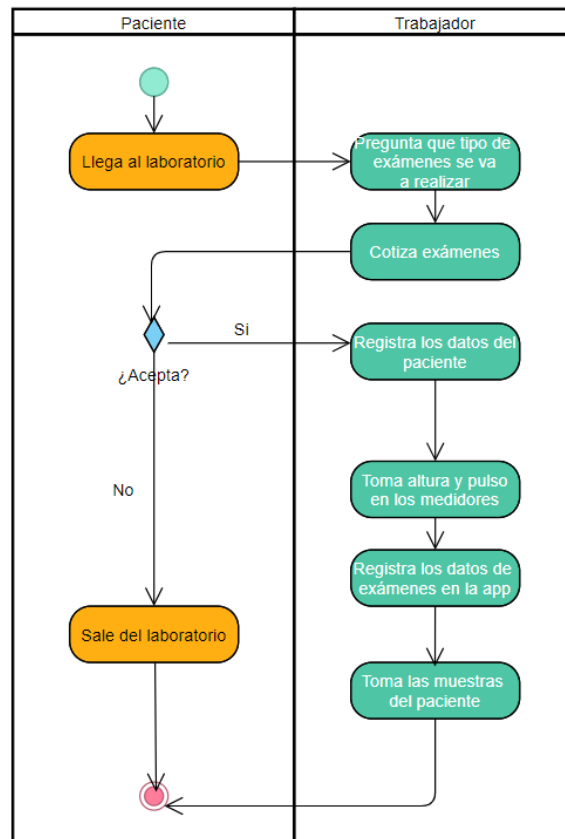 Paciente
Trabajador
Llega al laboratorio
Pregunta que tipo de
exámenes se va
a realizar
Cotiza exámenes
Si
¿Acepta?
Registra los datos del
paciente
No
Toma altura y pulso
en los medidores
Registra los datos de
exámenes en la app
Sale del laboratorio
Toma las muestras
del paciente